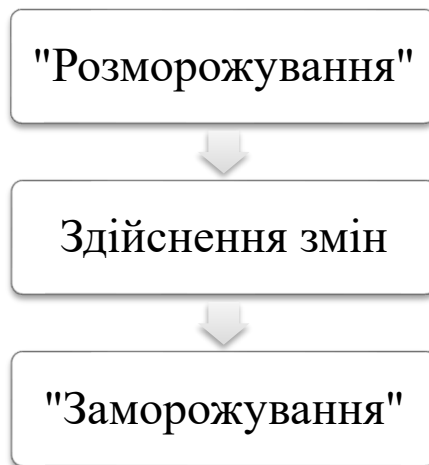 "Розморожування"
Здійснення змін
"Заморожування"